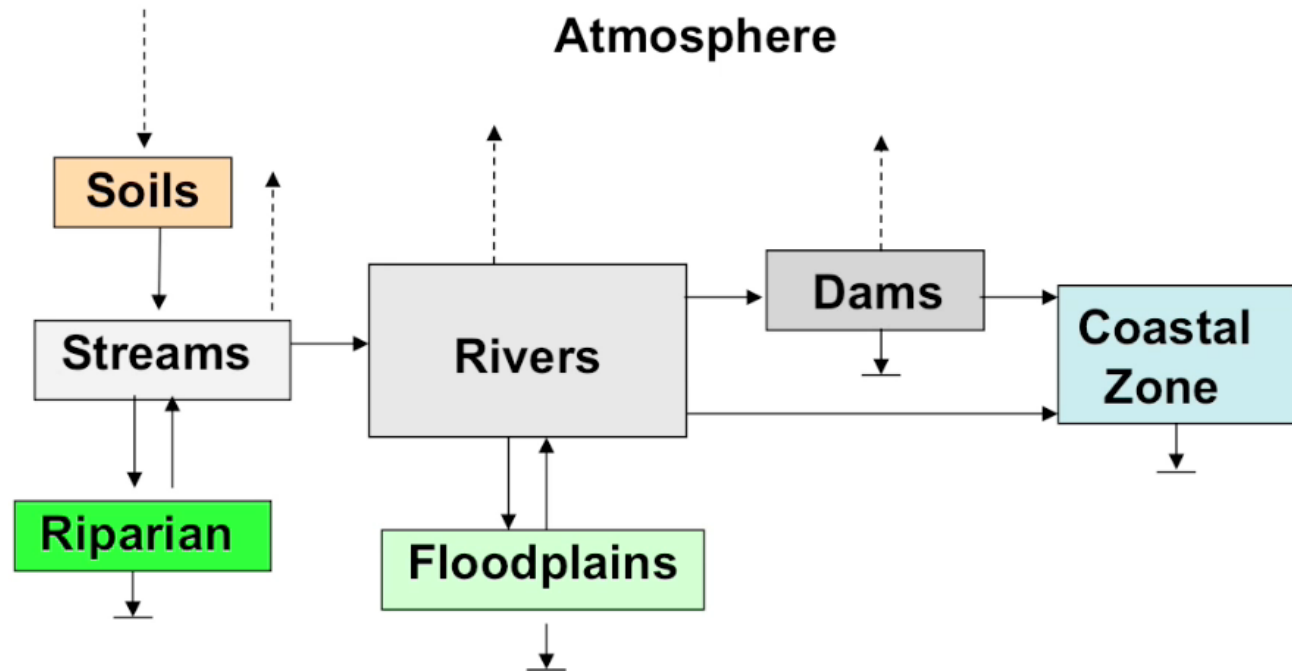 Atmosphere
Soils
Streams
Rivers
Dams
Coastal
Zone
Riparian
Floodplains